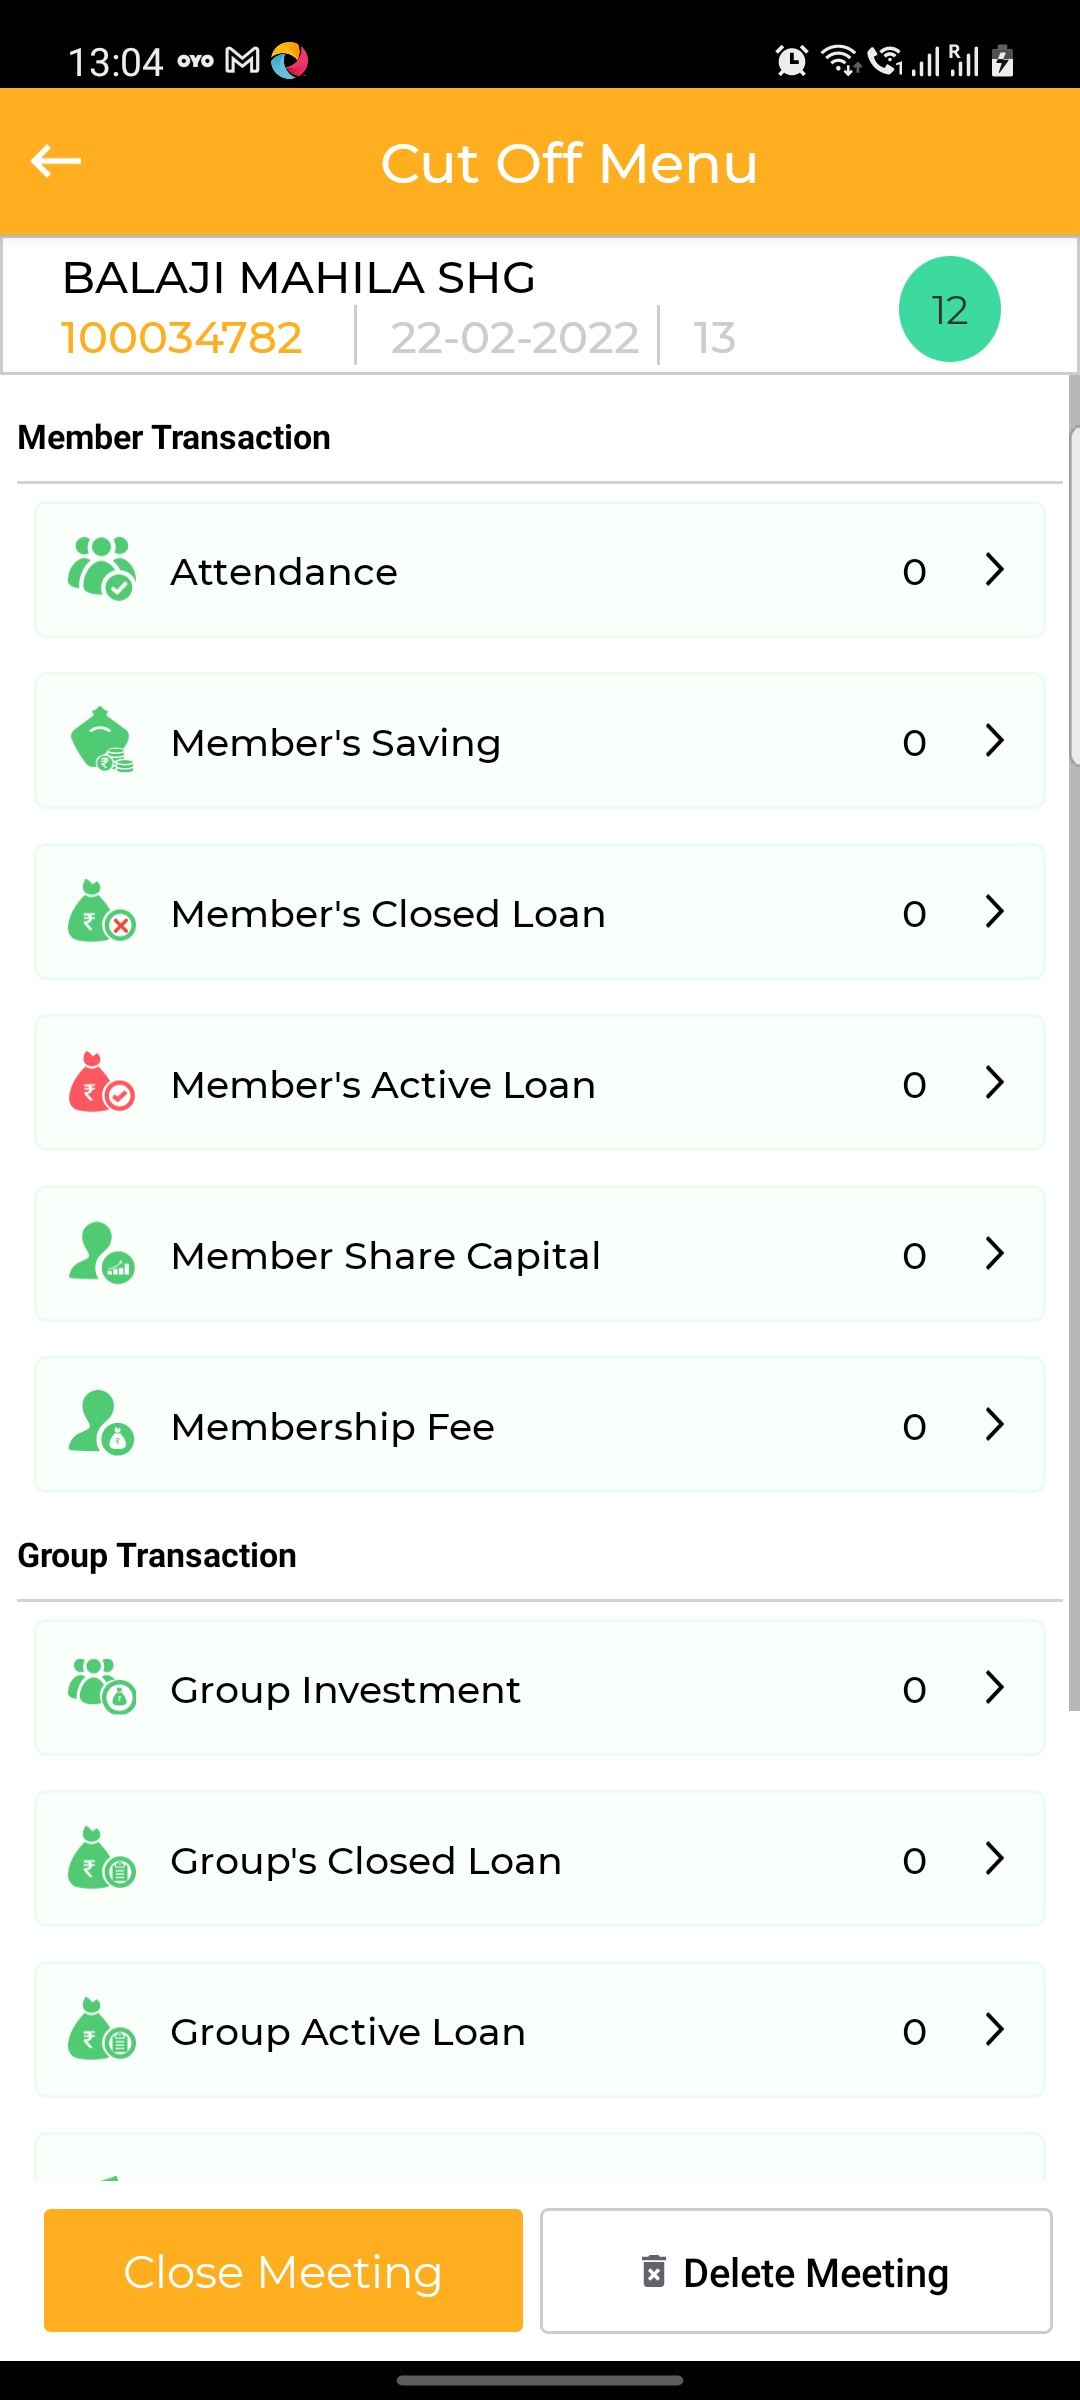 13:04 OYO
Cut Off Menu
BALAJI MAHILA SHG
100034782 22-02-2022 13
12
Member Transaction
Attendance 0
Member's Saving 0
Member's Closed Loan 0
Member's Active Loan 0
Member Share Capital 0
Membership Fee 0
Group Transaction
Group Investment 0
Group's Closed Loan 0
Group Active Loan 0
Close Meeting
Delete Meeting